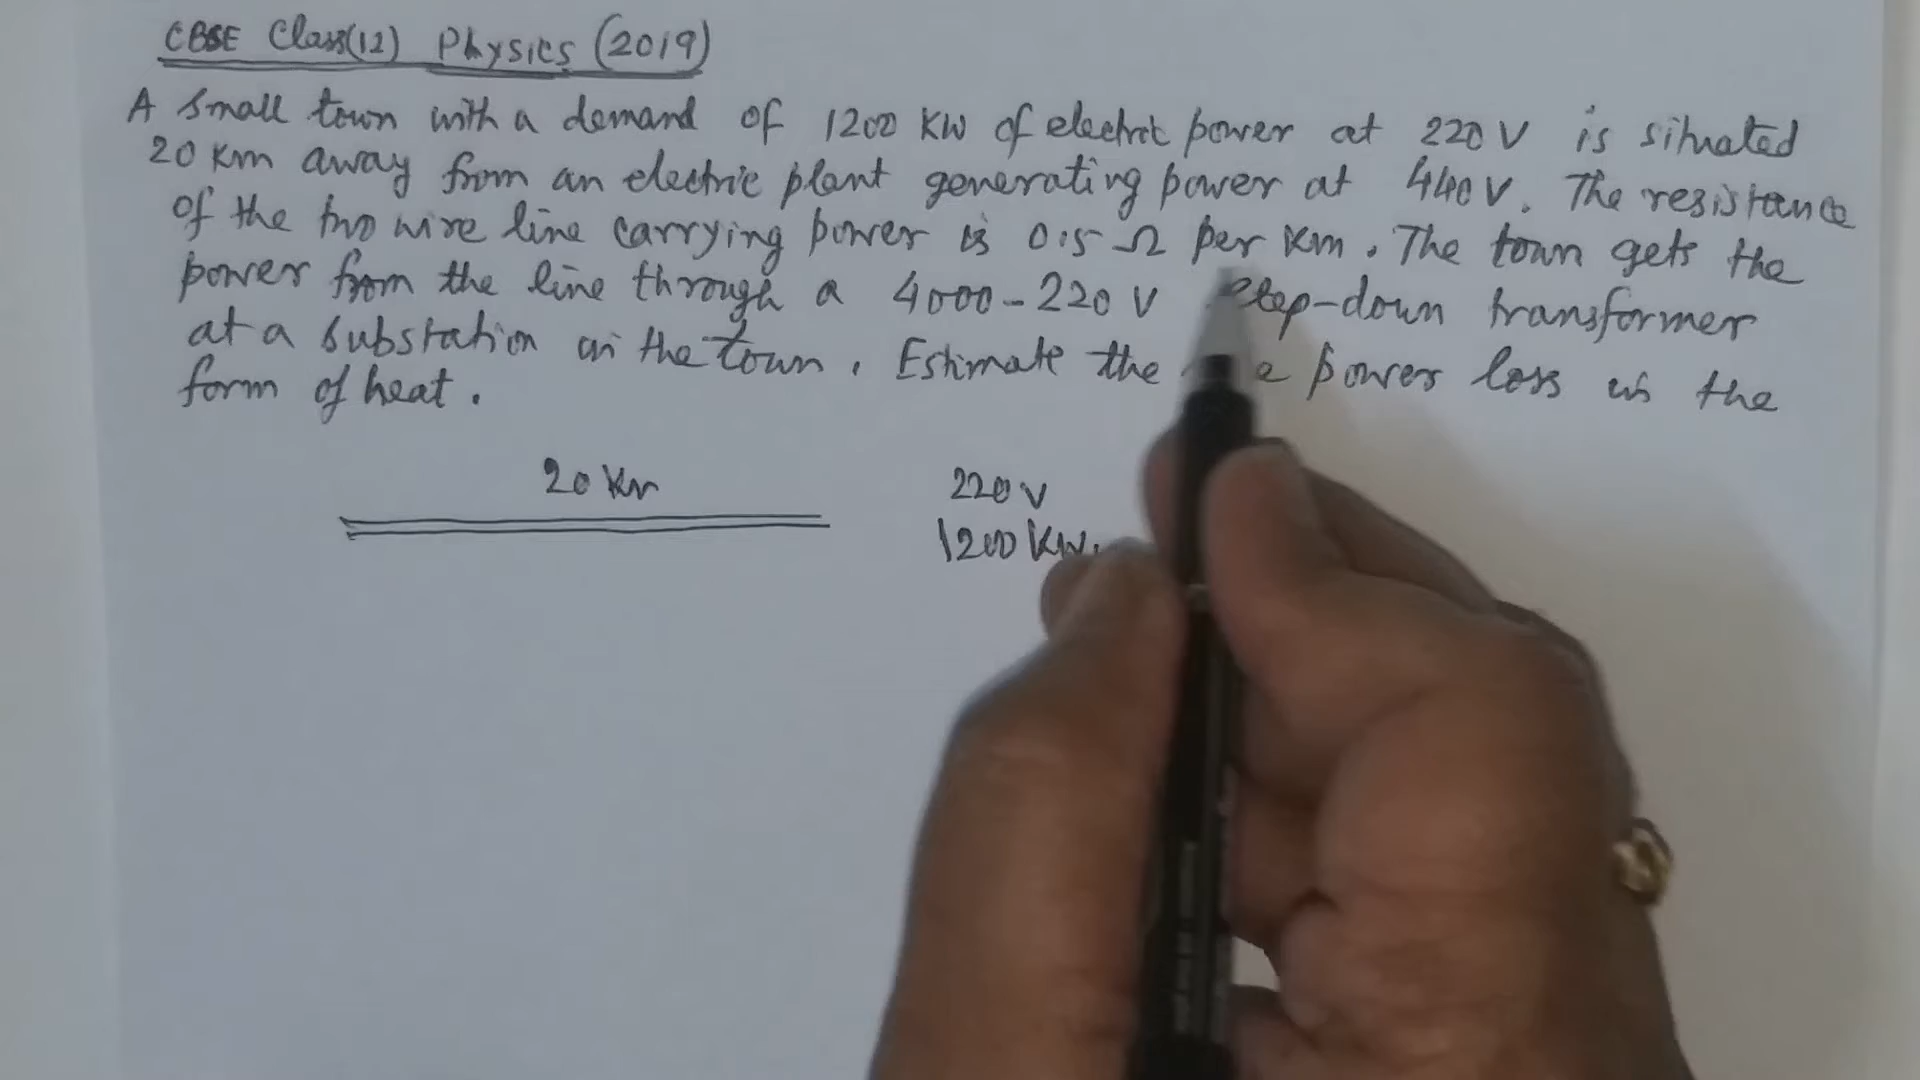 CBSE Class(12) Physics (2019)
A small town with a demand of 1200 KW of electric power at 220 V is situated
20 Km away from an electric plant generating power at 440 V. The resistance
of the two wire line carrying power is 0.5 Ω per Km. The town gets the
power from the line through a 4000-220 V step-down transformer
at a substation in the town. Estimate the power loss in the
form of heat.
20 Km
220 V
1200 KW.